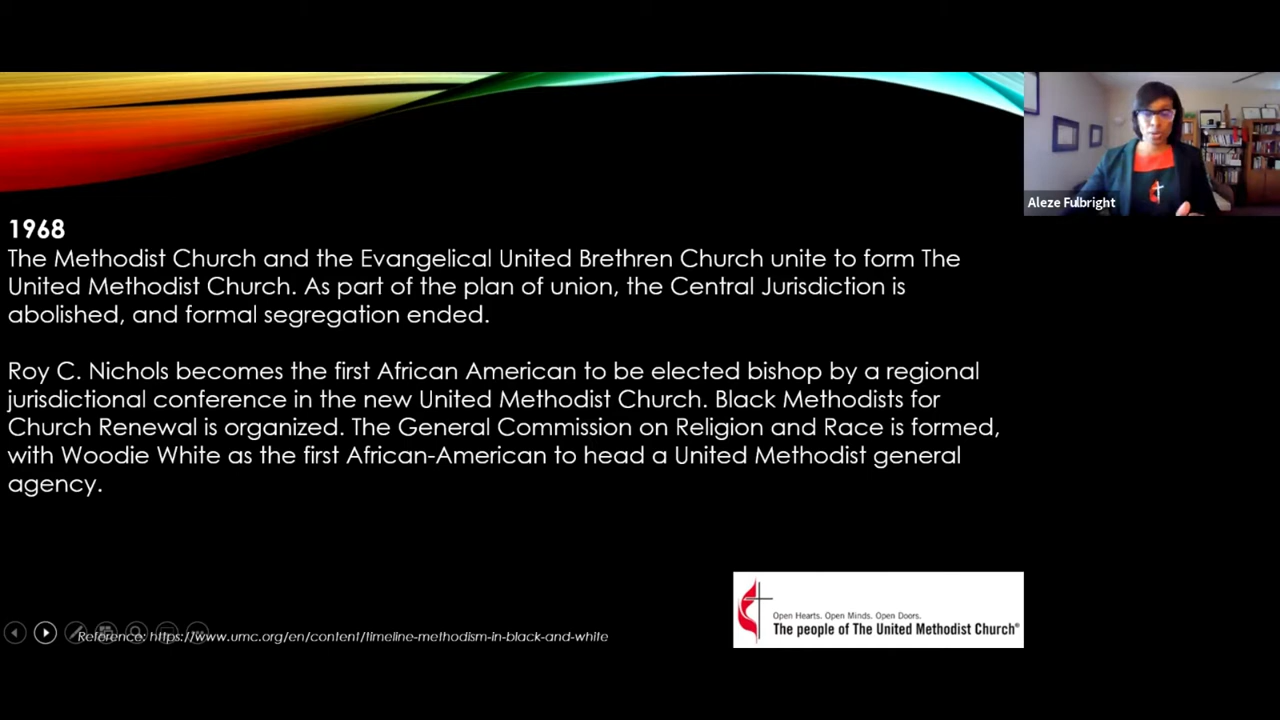 Aleze Fulbright
1968
The Methodist Church and the Evangelical United Brethren Church unite to form The
United Methodist Church. As part of the plan of union, the Central Jurisdiction is
abolished, and formal segregation ended.
Roy C. Nichols becomes the first African American to be elected bishop by a regional
jurisdictional conference in the new United Methodist Church. Black Methodists for
Church Renewal is organized. The General Commission on Religion and Race is formed,
with Woodie White as the first African-American to head a United Methodist general
agency.
Open Hearts. Open Minds. Open Doors.
The people of The United Methodist Church®
Reference: https://www.umc.org/en/content/timeline-methodism-in-black-and-white